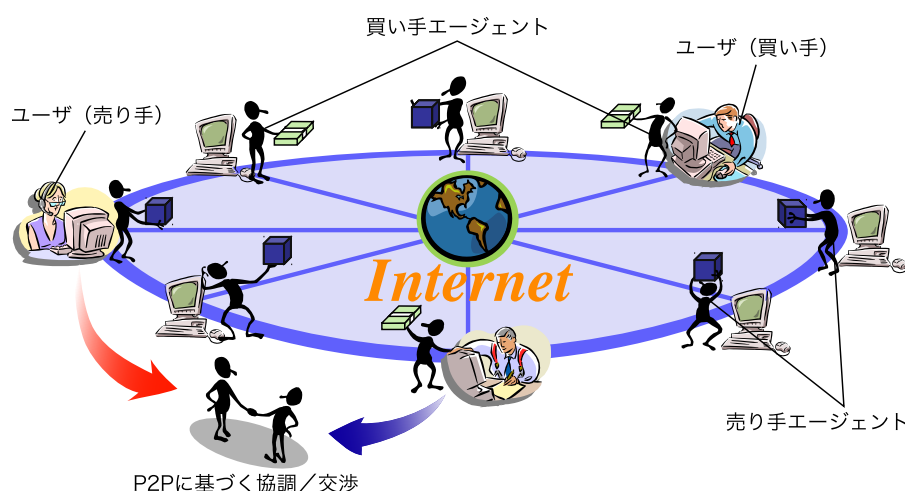 買い手エージェント
ユーザ（買い手）
ユーザ（売り手）
Internet
売り手エージェント
P2Pに基づく協調／交渉